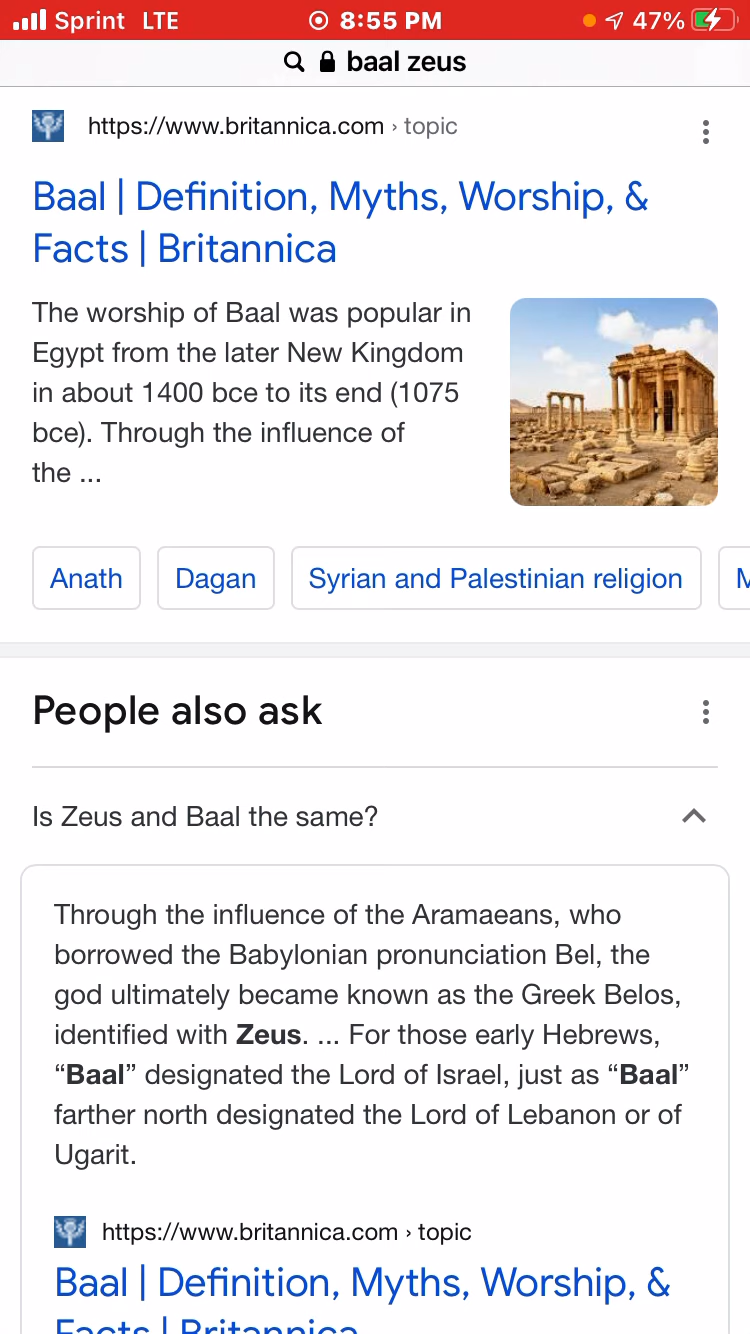 Sprint LTE 8:55 PM 47%
baal zeus
https://www.britannica.com › topic
Baal | Definition, Myths, Worship, &
Facts | Britannica
The worship of Baal was popular in
Egypt from the later New Kingdom
in about 1400 bce to its end (1075
bce). Through the influence of
the ...
Anath Dagan Syrian and Palestinian religion M
People also ask
Is Zeus and Baal the same?
Through the influence of the Aramaeans, who
borrowed the Babylonian pronunciation Bel, the
god ultimately became known as the Greek Belos,
identified with Zeus. ... For those early Hebrews,
“Baal” designated the Lord of Israel, just as “Baal”
farther north designated the Lord of Lebanon or of
Ugarit.
https://www.britannica.com › topic
Baal | Definition, Myths, Worship, &
Facts | Britannica